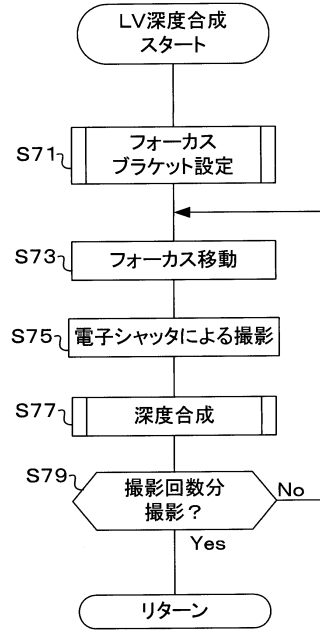 LV深度合成
スタート
S71
フォーカス
ブラケット設定
S73
フォーカス移動
S75
電子シャッタによる撮影
S77
深度合成
S79
撮影回数分
撮影？
No
Yes
リターン